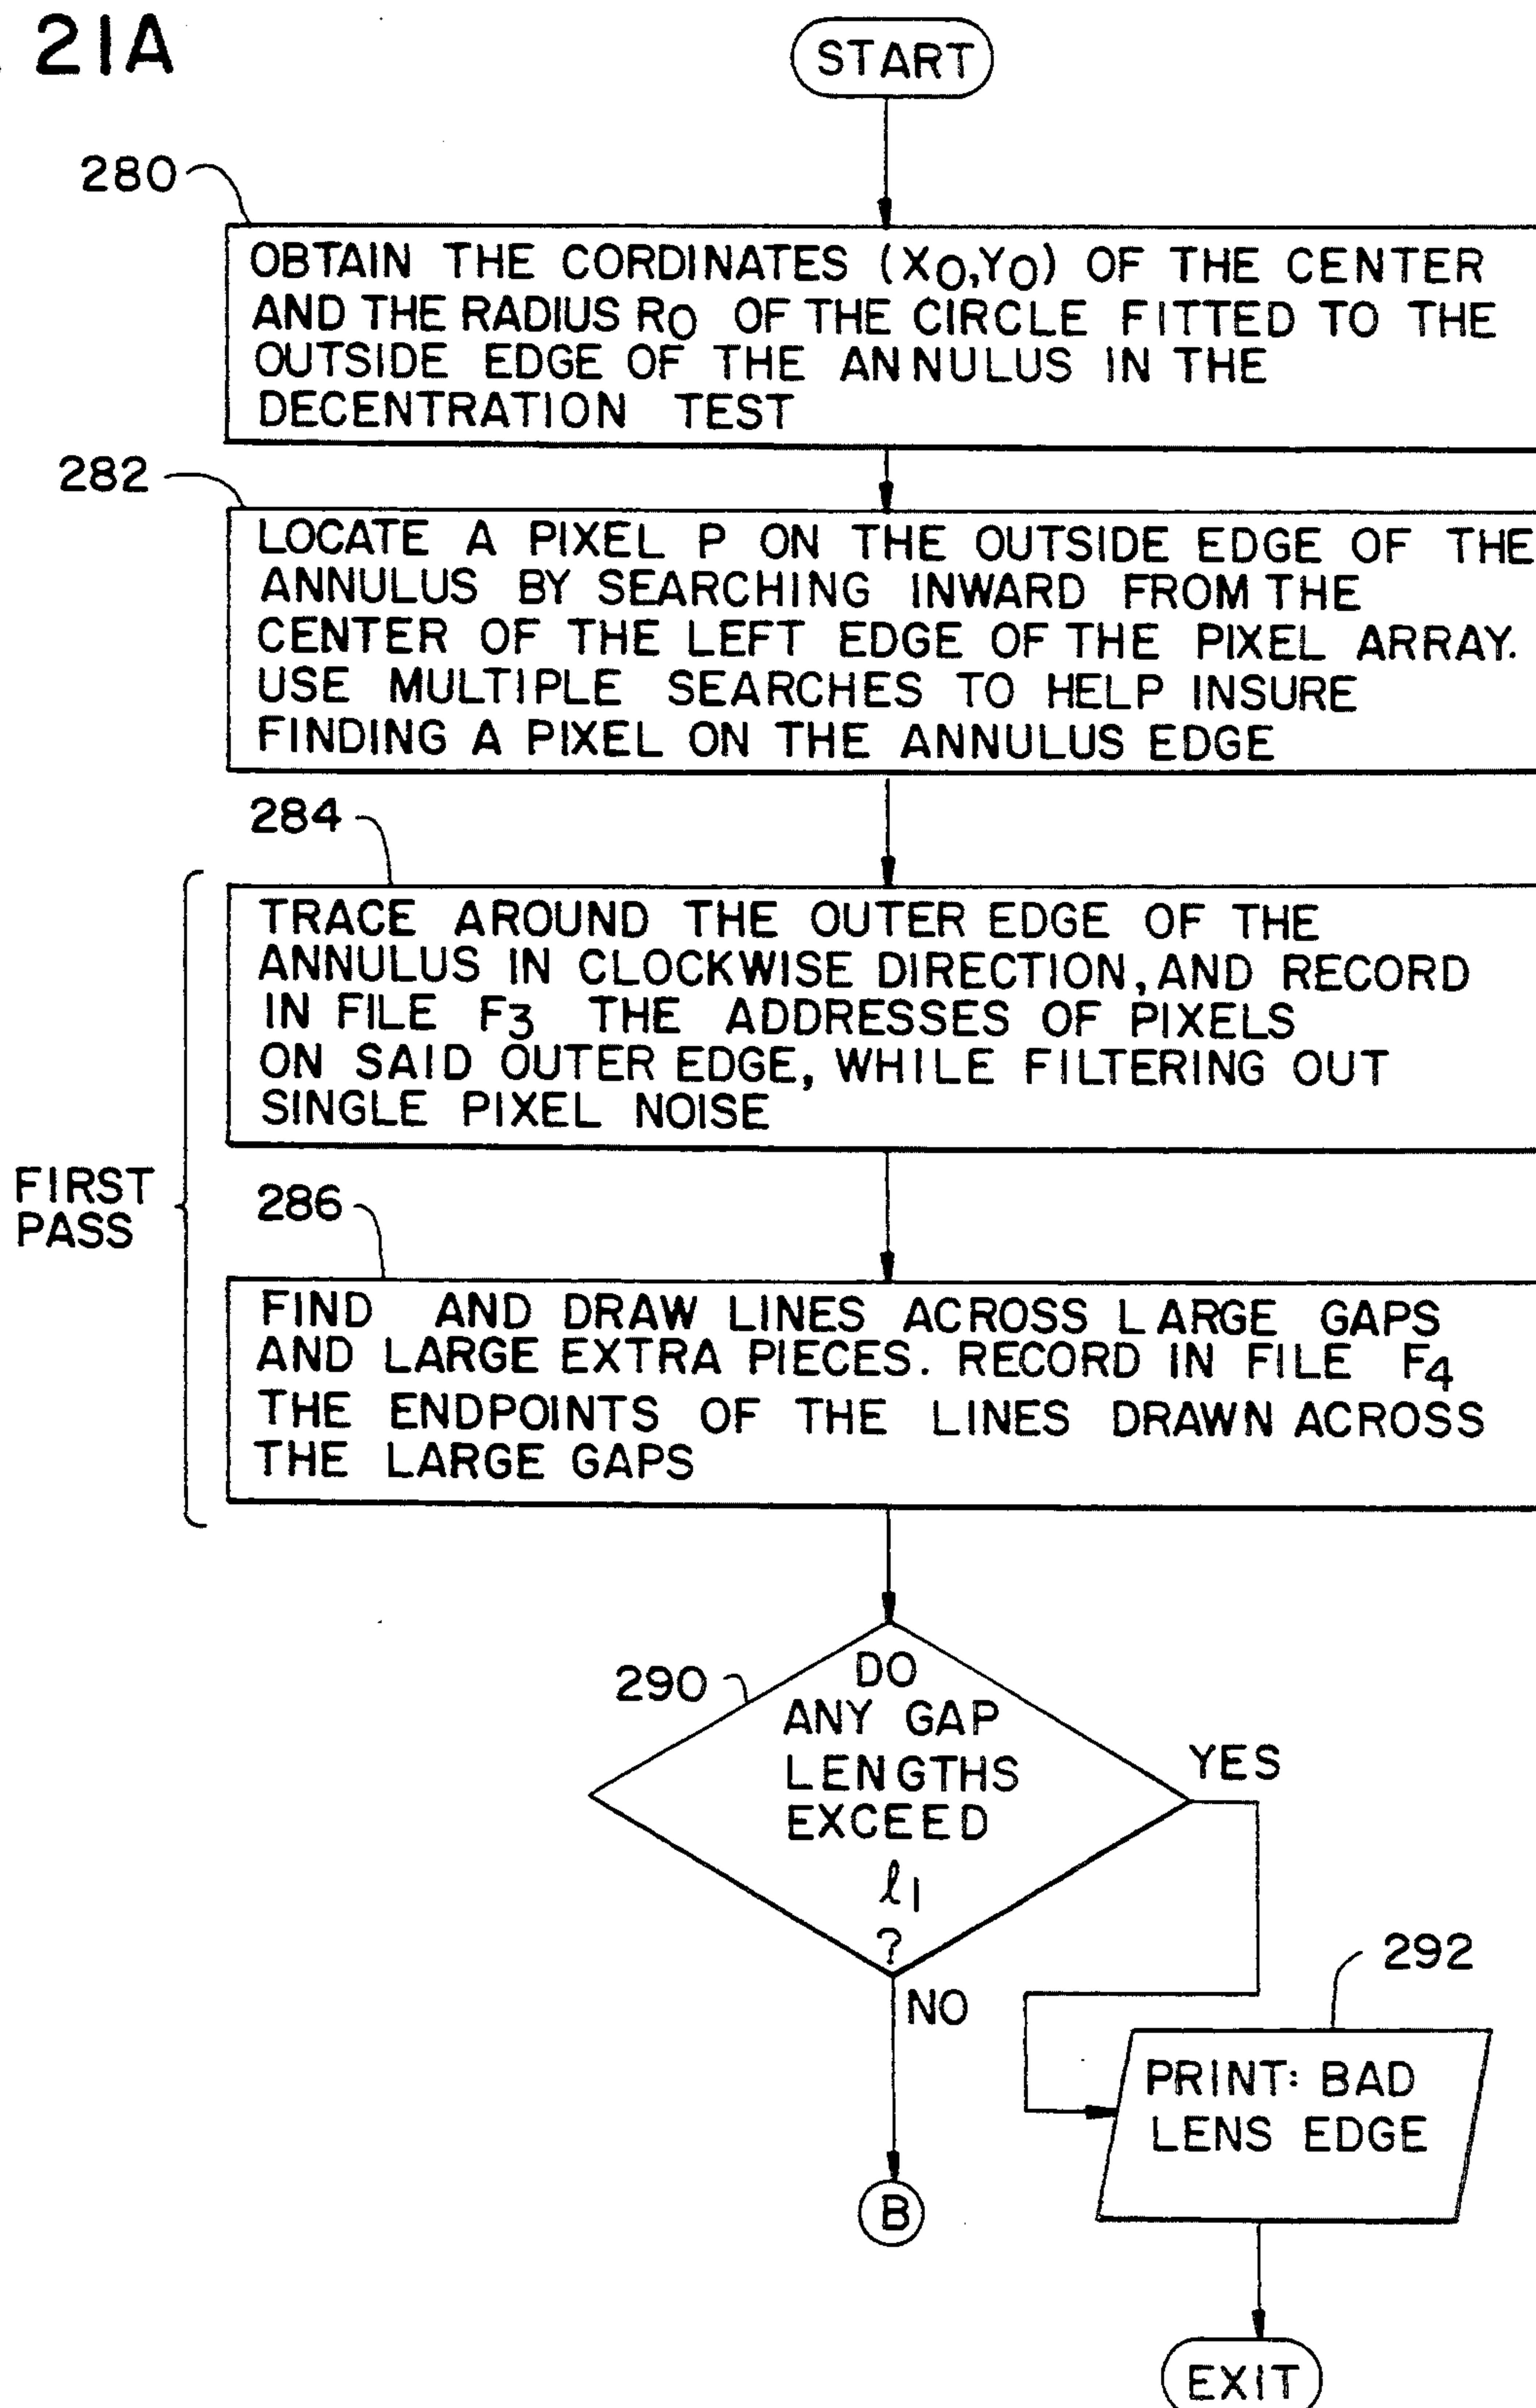 21A
START
280
OBTAIN THE CORDINATES (XO,YO) OF THE CENTER
AND THE RADIUS RO OF THE CIRCLE FITTED TO THE
OUTSIDE EDGE OF THE ANNULUS IN THE
DECENTRATION TEST
282
LOCATE A PIXEL P ON THE OUTSIDE EDGE OF THE
ANNULUS BY SEARCHING INWARD FROM THE
CENTER OF THE LEFT EDGE OF THE PIXEL ARRAY.
USE MULTIPLE SEARCHES TO HELP INSURE
FINDING A PIXEL ON THE ANNULUS EDGE
284
TRACE AROUND THE OUTER EDGE OF THE
ANNULUS IN CLOCKWISE DIRECTION, AND RECORD
IN FILE F3 THE ADDRESSES OF PIXELS
ON SAID OUTER EDGE, WHILE FILTERING OUT
SINGLE PIXEL NOISE
FIRST
PASS
286
FIND AND DRAW LINES ACROSS LARGE GAPS
AND LARGE EXTRA PIECES. RECORD IN FILE F4
THE ENDPOINTS OF THE LINES DRAWN ACROSS
THE LARGE GAPS
290
DO
ANY GAP
LENGTHS
EXCEED
ℓ1
?
YES
NO
292
PRINT: BAD
LENS EDGE
B
EXIT